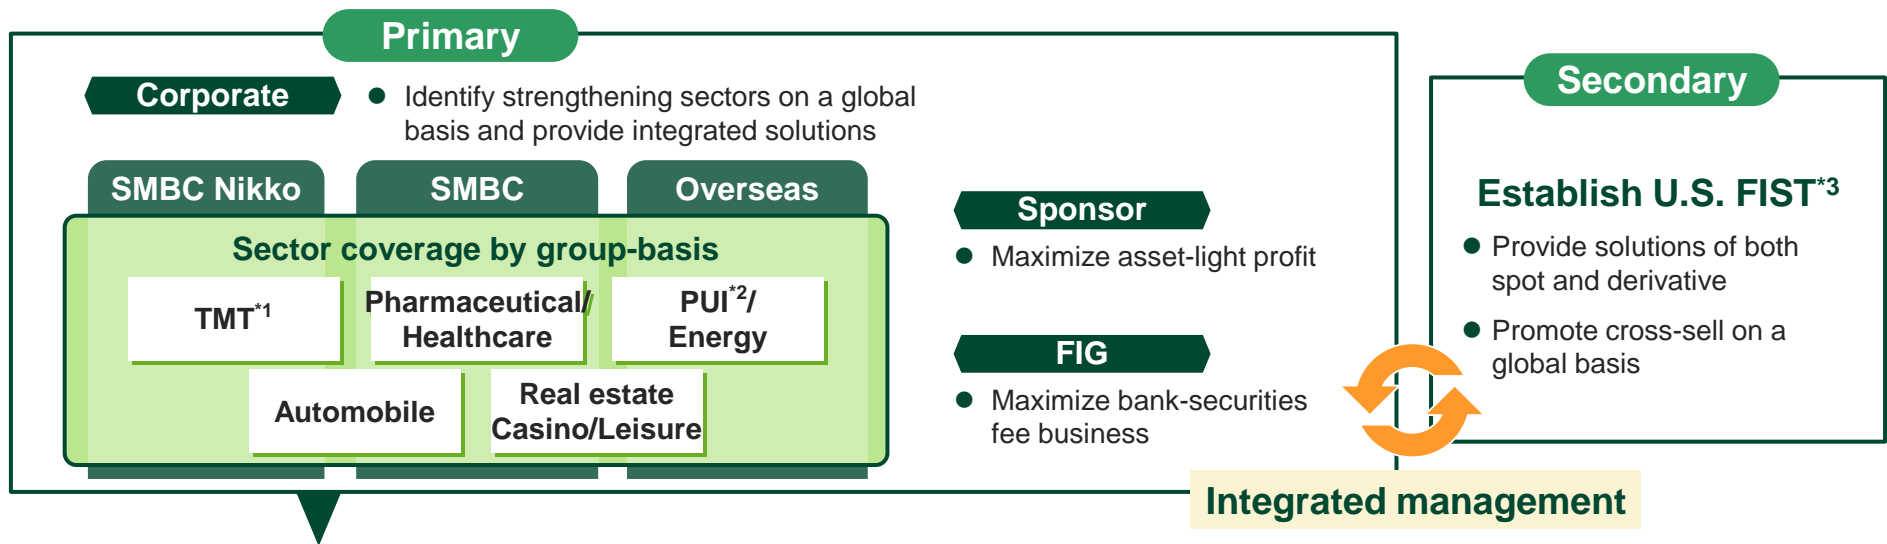 Primary
Corporate
● Identify strengthening sectors on a global
basis and provide integrated solutions
SMBC Nikko
SMBC
Overseas
Sector coverage by group-basis
TMT*1
Pharmaceutical/
Healthcare
PUI*2/
Energy
Automobile
Real estate
Casino/Leisure
Sponsor
● Maximize asset-light profit
FIG
● Maximize bank-securities
fee business
Secondary
Establish U.S. FIST*3
● Provide solutions of both
spot and derivative
● Promote cross-sell on a
global basis
Integrated management